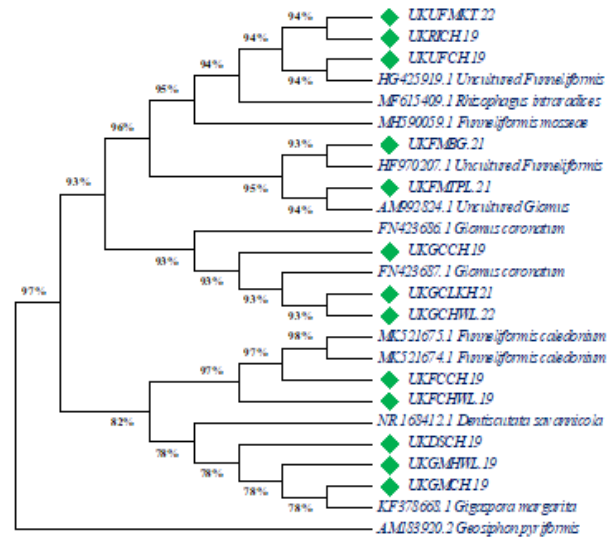 94%
UKUFMKT.22
UKRICH.19
94%
UKUFCH.19
94%
94%
HG425919.1 Uncultured Funneliformis
95%
MF615409.1 Rhisophagus intraradices
96%
MH590059.1 Funneliformis mosseae
93%
UKFMBG.21
HF970207.1 Uncultured Funneliformis
93%
95%
UKFMTPL.21
94%
AM992824.1 Uncultured Glomus
FN423686.1 Glomus coronatum
93%
UKGCCH.19
93%
FN423687.1 Glomus coronatum
97%
93%
UKGCLKH.21
93%
UKGCHWL.22
98%
MK521675.1 Funneliformis caledonium
97%
MK521674.1 Funneliformis caledonium
97%
UKFCCH.19
UKFCHWL.19
82%
NR168412.1 Dentiscutata savannicola
78%
UKDSCH.19
78%
UKGMHWL.19
78%
UKGMCH.19
78%
KF378668.1 Gigaspora margarita
AM183920.2 Geosiphon pyriformis